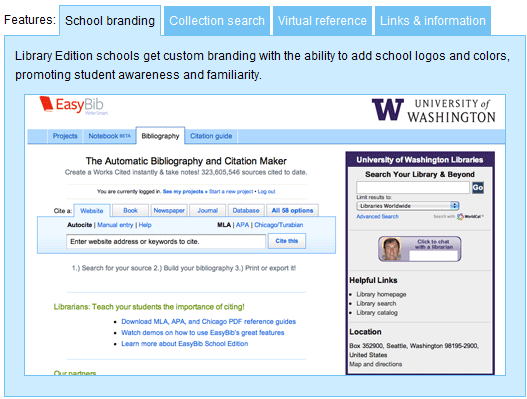 Features: School branding Collection search Virtual reference Links & information
Library Edition schools get custom branding with the ability to add school logos and colors,
promoting student awareness and familiarity.
EasyBib
W UNIVERSITY of
WASHINGTON
Projects Notebook BETA Bibliography Citation guide
The Automatic Bibliography and Citation Maker
Create a Works Cited instantly & take notes! 323,605,546 sources cited to date.
You are currently logged in. See my projects • Start a new project • Log out
Cite a: Website Book Newspaper Journal Database All 58 options
Autocite | Manual entry | Help MLA | APA | Chicago/Turabian
Enter website address or keywords to cite. Cite this
1.) Search for your source 2.) Build your bibliography 3.) Print or export it!
Librarians: Teach your students the importance of citing!
• Download MLA, APA, and Chicago PDF reference guides
• Watch demos on how to use EasyBib's great features
• Learn more about EasyBib School Edition
Our partners
University of Washington Libraries
Search Your Library & Beyond
Go
Limit results to:
Libraries Worldwide
Advanced Search Search with WorldCat
Click to chat
with a librarian
Helpful Links
• Library homepage
• Library search
• Library catalog
Location
Box 352900, Seattle, Washington 98195-2900,
United States
Map and directions